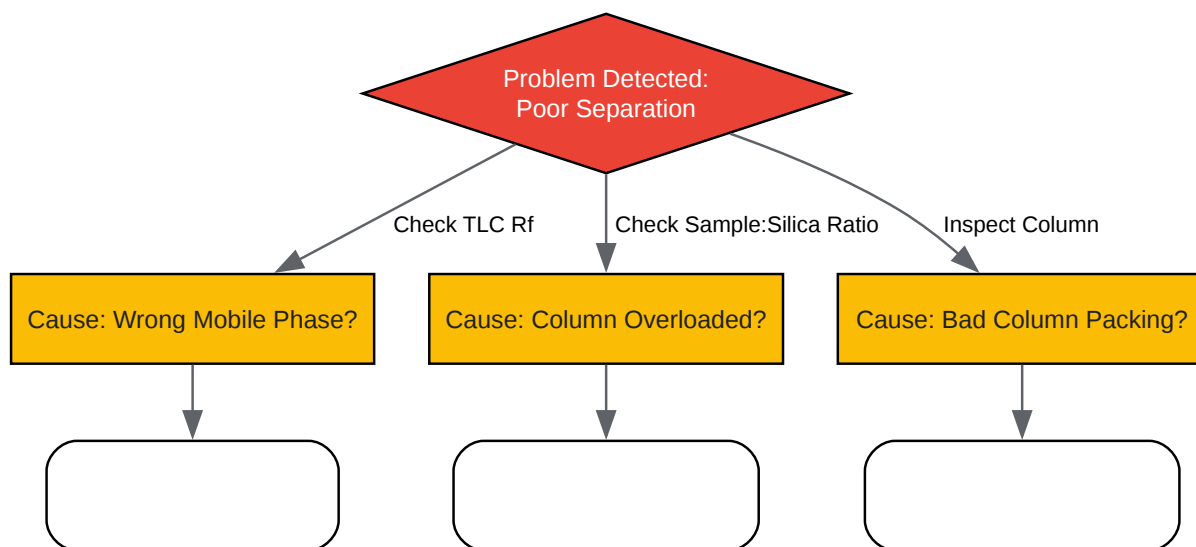 Problem Detected:
Poor Separation
Check TLC Rf
Check Sample:Silica Ratio
Inspect Column
Cause: Wrong Mobile Phase?
Cause: Column Overloaded?
Cause: Bad Column Packing?